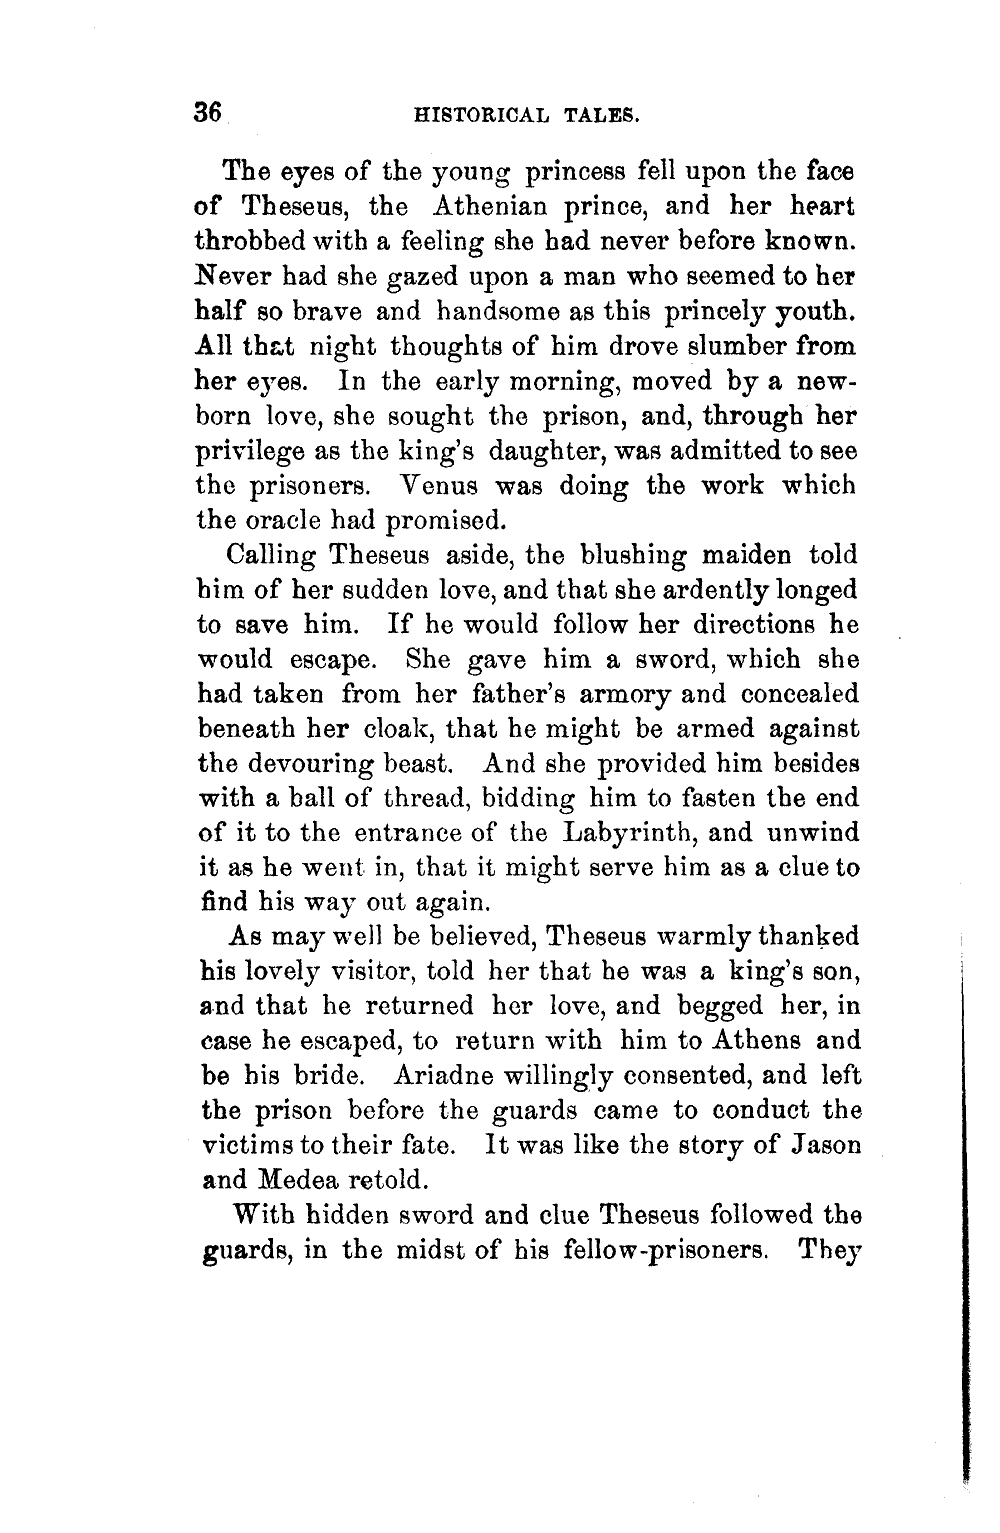 36 HISTORICAL TALES.
The eyes of the young princess fell upon the face
of Theseus, the Athenian prince, and her heart
throbbed with a feeling she had never before known.
Never had she gazed upon a man who seemed to her
half so brave and handsome as this princely youth.
All that night thoughts of him drove slumber from
her eyes. In the early morning, moved by a new-
born love, she sought the prison, and, through her
privilege as the king's daughter, was admitted to see
the prisoners. Venus was doing the work which
the oracle had promised.
Calling Theseus aside, the blushing maiden told
him of her sudden love, and that she ardently longed
to save him. If he would follow her directions he
would escape. She gave him a sword, which she
had taken from her father's armory and concealed
beneath her cloak, that he might be armed against
the devouring beast. And she provided him besides
with a ball of thread, bidding him to fasten the end
of it to the entrance of the Labyrinth, and unwind
it as he went in, that it might serve him as a clue to
find his way out again.
As may well be believed, Theseus warmly thanked
his lovely visitor, told her that he was a king's son,
and that he returned her love, and begged her, in
case he escaped, to return with him to Athens and
be his bride. Ariadne willingly consented, and left
the prison before the guards came to conduct the
victims to their fate. It was like the story of Jason
and Medea retold.
With hidden sword and clue Theseus followed the
guards, in the midst of his fellow-prisoners. They